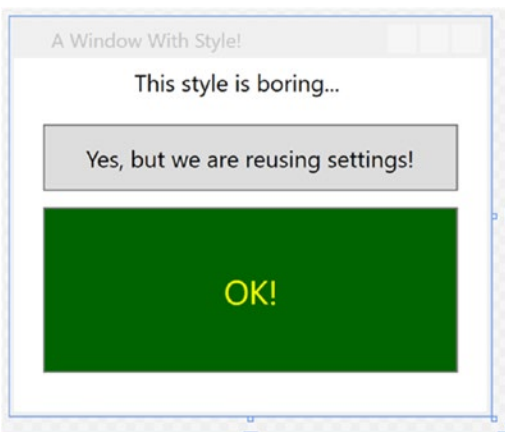 A Window With Style!
This style is boring...
Yes, but we are reusing settings!
OK!